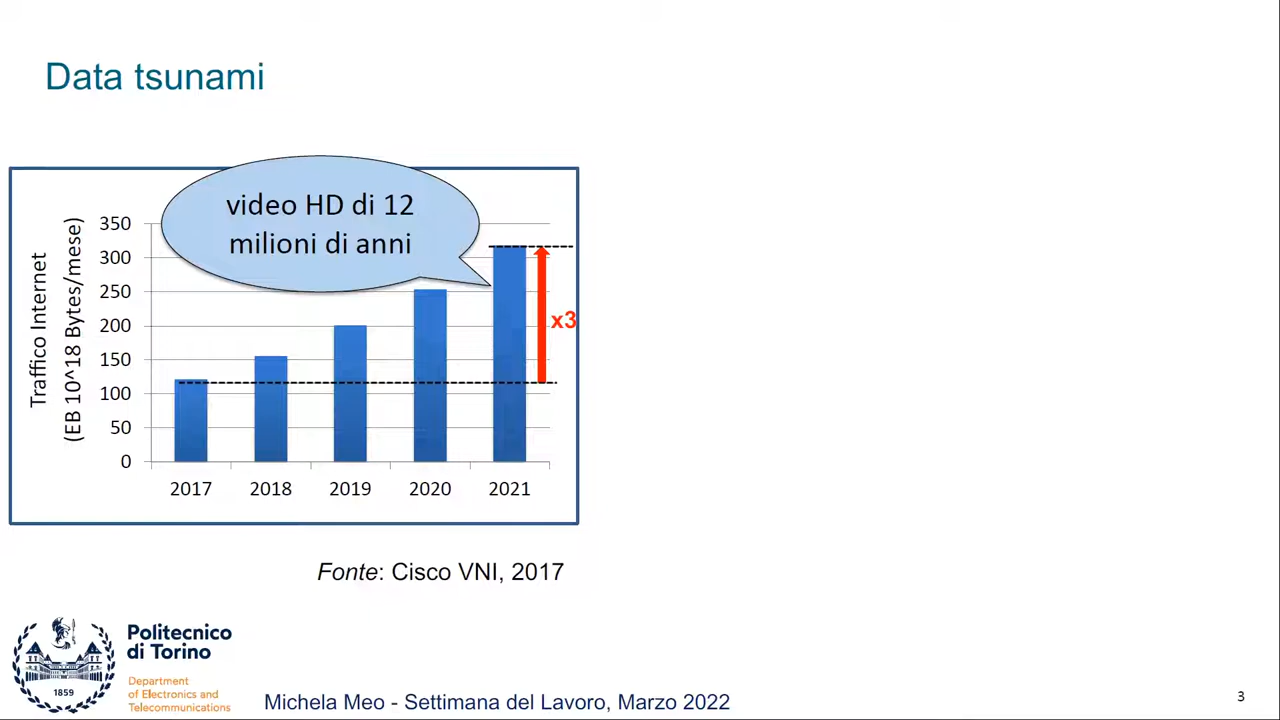 Data tsunami
video HD di 12
milioni di anni
Traffico Internet
(EB 10^18 Bytes/mese)
350
300
250
200
150
100
50
0
x3
2017 2018 2019 2020 2021
Fonte: Cisco VNI, 2017
Politecnico
di Torino
1859
Department
of Electronics and
Telecommunications
Michela Meo - Settimana del Lavoro, Marzo 2022
3